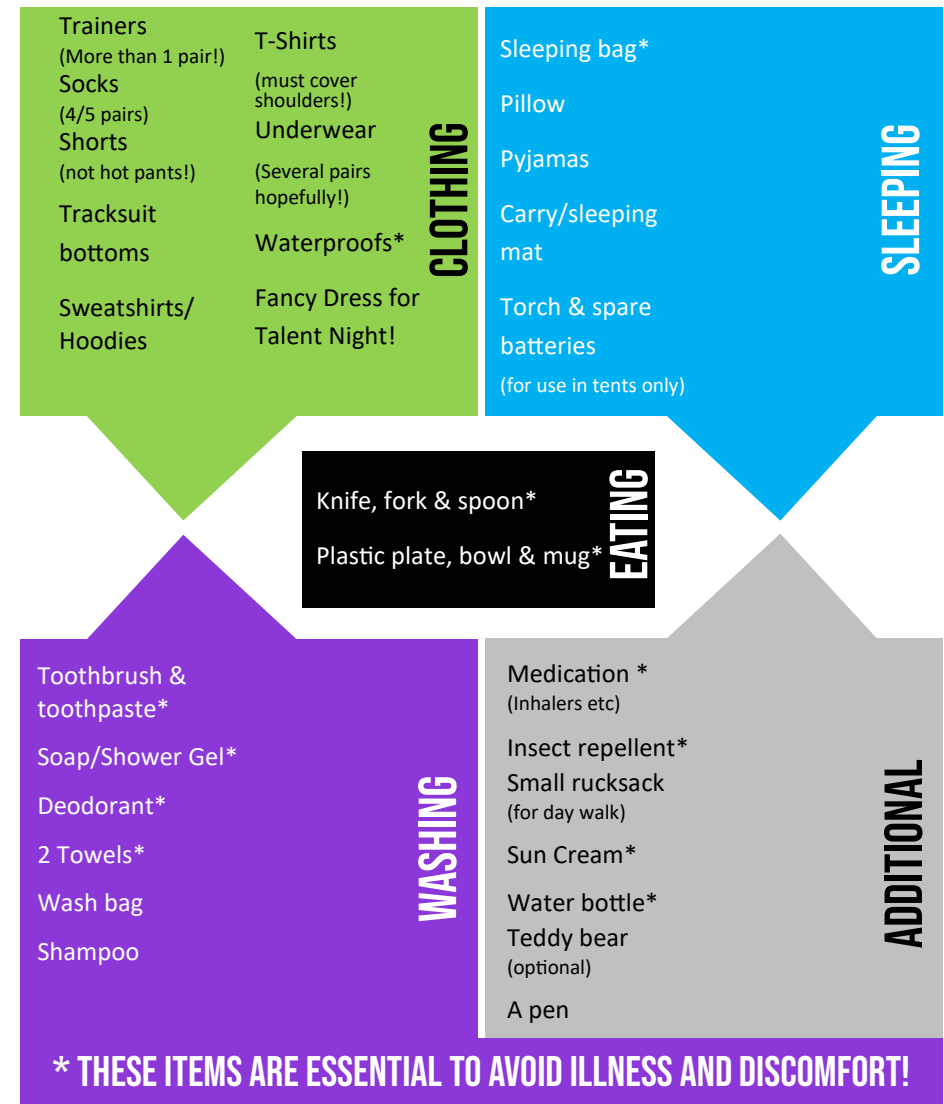 Trainers
(More than 1 pair!)
Socks
(4/5 pairs)
Shorts
(not hot pants!)
Tracksuit
bottoms
Sweatshirts/
Hoodies
T-Shirts
(must cover
shoulders!)
Underwear
(Several pairs
hopefully!)
Waterproofs*
Fancy Dress for
Talent Night!
CLOTHING
Sleeping bag*
Pillow
Pyjamas
Carry/sleeping
mat
Torch & spare
batteries
(for use in tents only)
SLEEPING
Knife, fork & spoon*
Plastic plate, bowl & mug*
EATING
Toothbrush &
toothpaste*
Soap/Shower Gel*
Deodorant*
2 Towels*
Wash bag
Shampoo
WASHING
Medication *
(Inhalers etc)
Insect repellent*
Small rucksack
(for day walk)
Sun Cream*
Water bottle*
Teddy bear
(optional)
A pen
ADDITIONAL
* THESE ITEMS ARE ESSENTIAL TO AVOID ILLNESS AND DISCOMFORT!